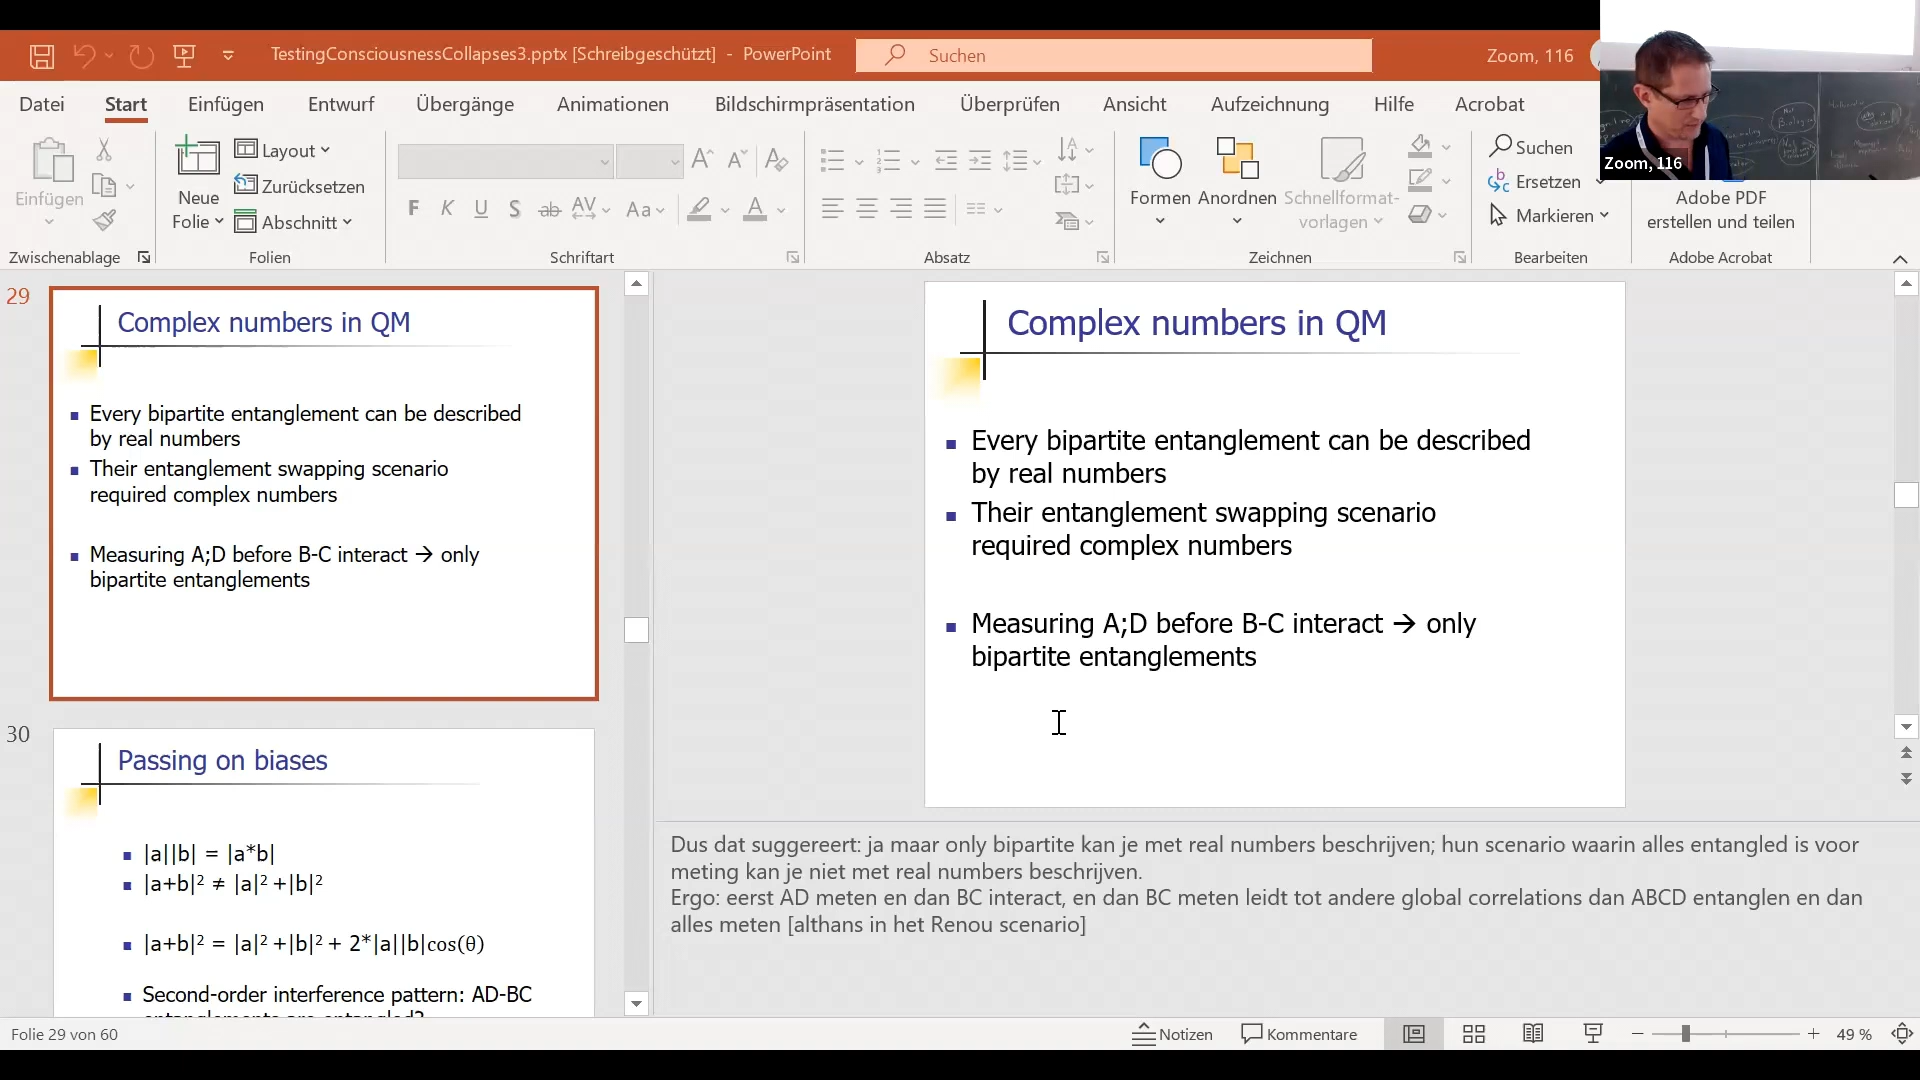 TestingConsciousnessCollapses3.pptx [Schreibgeschützt] - PowerPoint
Suchen
Zoom, 116
Zoom, 116
Datei Start Einfügen Entwurf Übergänge Animationen Bildschirmpräsentation Überprüfen Ansicht Aufzeichnung Hilfe Acrobat
Einfügen
Neue Folie
Layout
Zurücksetzen
Abschnitt
F K U S ab AV Aa A
Formen
Anordnen
Schnellformat-
vorlagen
Suchen
Ersetzen
Markieren
Adobe PDF
erstellen und teilen
Zwischenablage Folien Schriftart Absatz Zeichnen Bearbeiten Adobe Acrobat
29
Complex numbers in QM
Every bipartite entanglement can be described
by real numbers
Their entanglement swapping scenario
required complex numbers
Measuring A;D before B-C interact → only
bipartite entanglements
30
Passing on biases
|a||b| = |a*b|
|a+b|² ≠ |a|² +|b|²
|a+b|² = |a|² +|b|² + 2*|a||b|cos(θ)
Second-order interference pattern: AD-BC
entanglements are entangled?
Complex numbers in QM
Every bipartite entanglement can be described
by real numbers
Their entanglement swapping scenario
required complex numbers
Measuring A;D before B-C interact → only
bipartite entanglements
Dus dat suggereert: ja maar only bipartite kan je met real numbers beschrijven; hun scenario waarin alles entangled is voor
meting kan je niet met real numbers beschrijven.
Ergo: eerst AD meten en dan BC interact, en dan BC meten leidt tot andere global correlations dan ABCD entanglen en dan
alles meten [althans in het Renou scenario]
Folie 29 von 60
Notizen
Kommentare
49 %